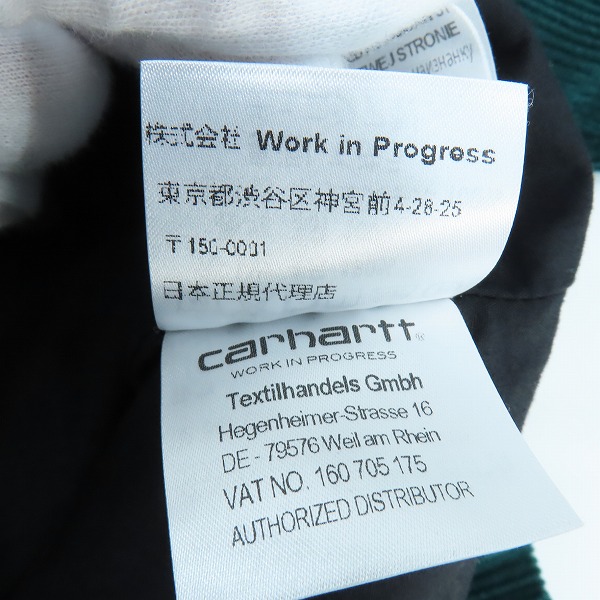 WEJ STRONIE
株式会社 Work in Progress
東京都渋谷区神宮前4-28-25
〒150-0001
日本正規代理店
carhartt
WORK IN PROGRESS
Textilhandels Gmbh
Hegenheimer-Strasse 16
DE - 79576 Weil am Rhein
VAT NO. 160 705 175
AUTHORIZED DISTRIBUTOR